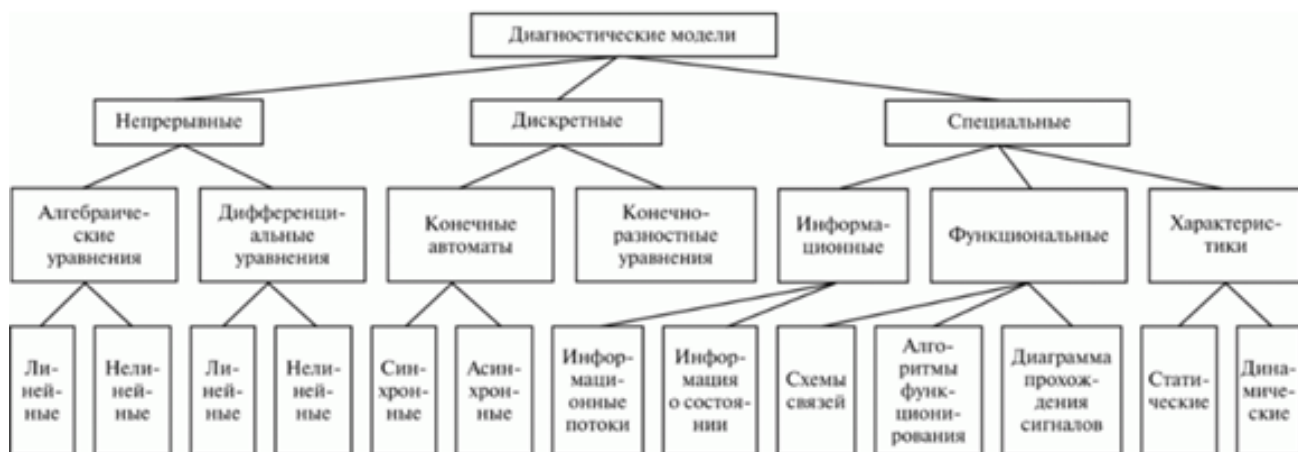 Диагностические модели
Непрерывные
Дискретные
Специальные
Алгебраиче-
ские
уравнения
Дифференци-
альные
уравнения
Конечные
автоматы
Конечно-
разностные
уравнения
Информа-
ционные
Функциональные
Характерис-
тики
Ли-
ней-
ные
Нели-
ней-
ные
Ли-
ней-
ные
Нели-
ней-
ные
Син-
хрон-
ные
Асин-
хрон-
ные
Инфор-
маци-
онные
потоки
Инфор-
мация
о состоя-
нии
Схемы
связей
Алго-
ритмы
функ-
циони-
рования
Диаграмма
прохож-
дения
сигналов
Стати-
ческие
Дина-
миче-
ские